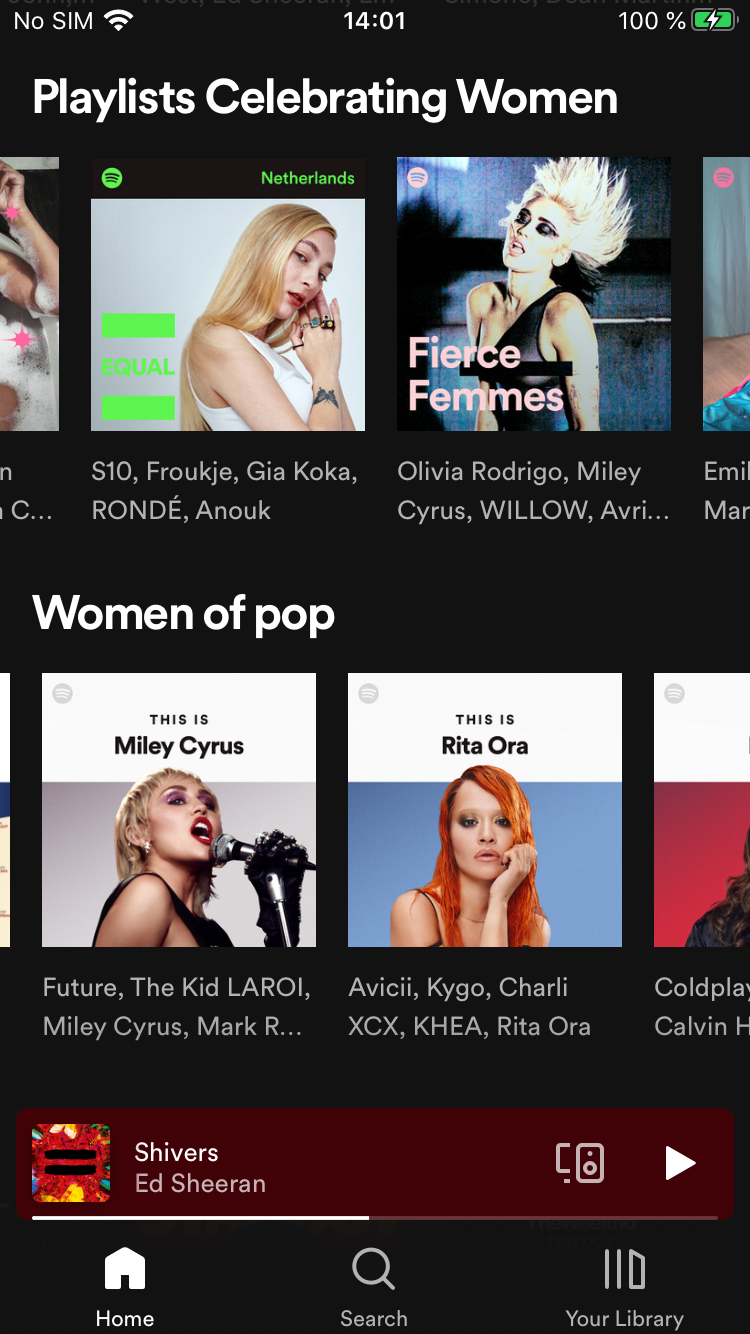 No SIM 14:01 100 %
Playlists Celebrating Women
Netherlands
EQUAL
Fierce
Femmes
S10, Froukje, Gia Koka,
RONDÉ, Anouk
Olivia Rodrigo, Miley
Cyrus, WILLOW, Avri...
Emil
Mar
Women of pop
THIS IS
Miley Cyrus
THIS IS
Rita Ora
Future, The Kid LAROI,
Miley Cyrus, Mark R...
Avicii, Kygo, Charli
XCX, KHEA, Rita Ora
Coldplay
Calvin H
Shivers
Ed Sheeran
Home
Search
Your Library